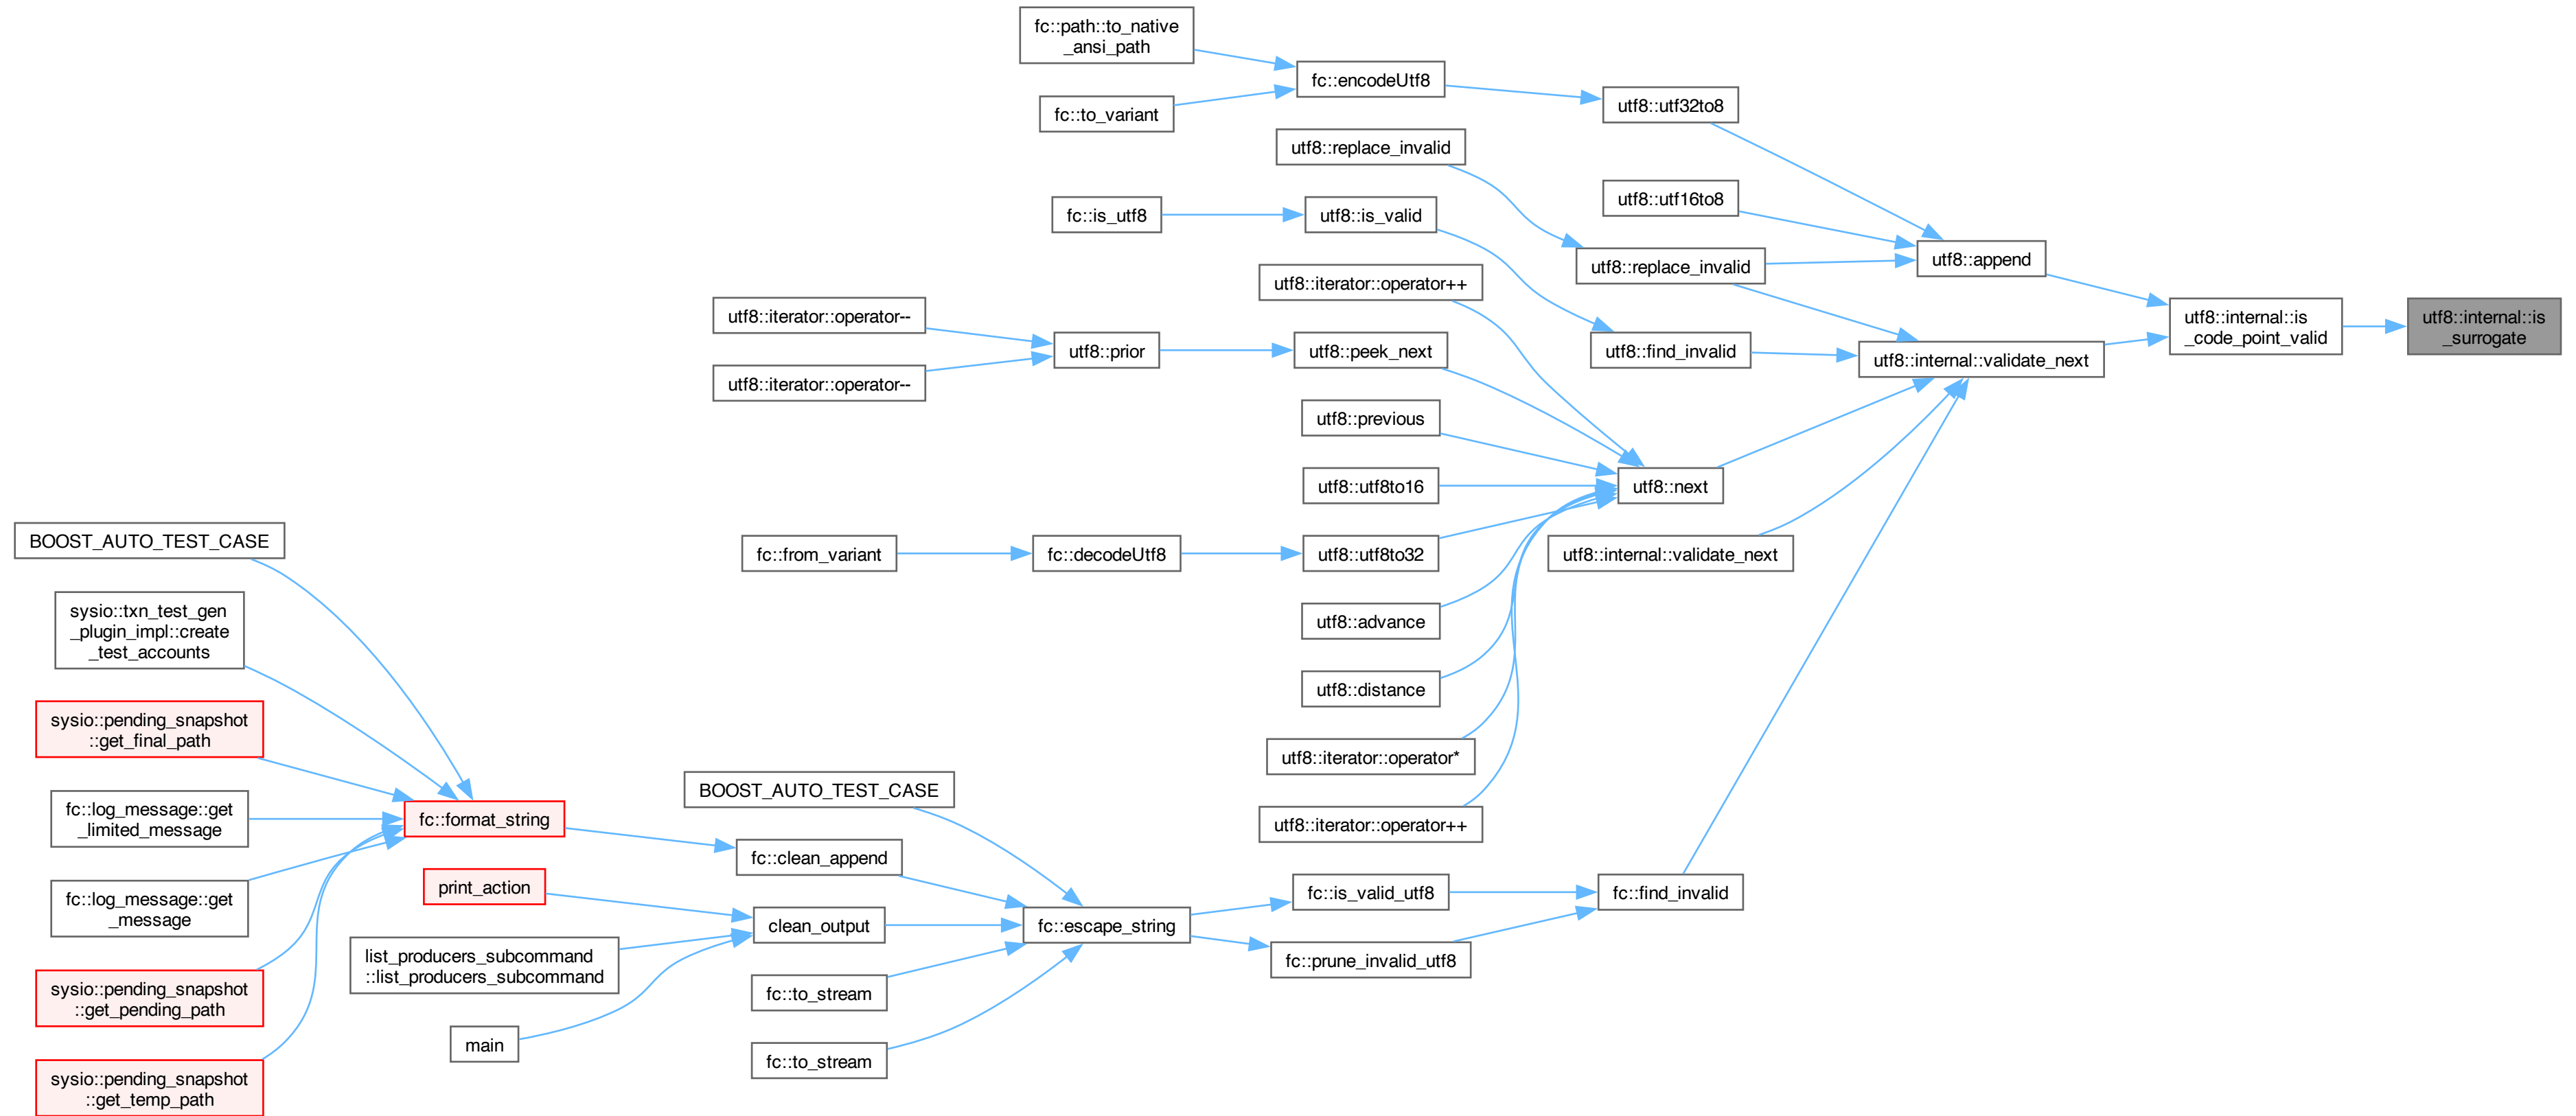 fc::path::to_native
_ansi_path
fc::encodeUtf8
utf8::utf32to8
fc::to_variant
utf8::replace_invalid
utf8::utf16to8
fc::is_utf8
utf8::is_valid
utf8::append
utf8::replace_invalid
utf8::iterator::operator++
utf8::iterator::operator--
utf8::internal::is
_code_point_valid
utf8::internal::is
_surrogate
utf8::prior
utf8::peek_next
utf8::find_invalid
utf8::internal::validate_next
utf8::iterator::operator--
utf8::previous
utf8::utf8to16
utf8::next
BOOST_AUTO_TEST_CASE
fc::from_variant
fc::decodeUtf8
utf8::utf8to32
utf8::internal::validate_next
sysio::txn_test_gen
_plugin_impl::create
_test_accounts
utf8::advance
utf8::distance
sysio::pending_snapshot
::get_final_path
utf8::iterator::operator*
BOOST_AUTO_TEST_CASE
fc::log_message::get
_limited_message
fc::format_string
utf8::iterator::operator++
fc::clean_append
print_action
fc::is_valid_utf8
fc::find_invalid
fc::log_message::get
_message
clean_output
fc::escape_string
list_producers_subcommand
::list_producers_subcommand
fc::prune_invalid_utf8
sysio::pending_snapshot
::get_pending_path
fc::to_stream
main
fc::to_stream
sysio::pending_snapshot
::get_temp_path